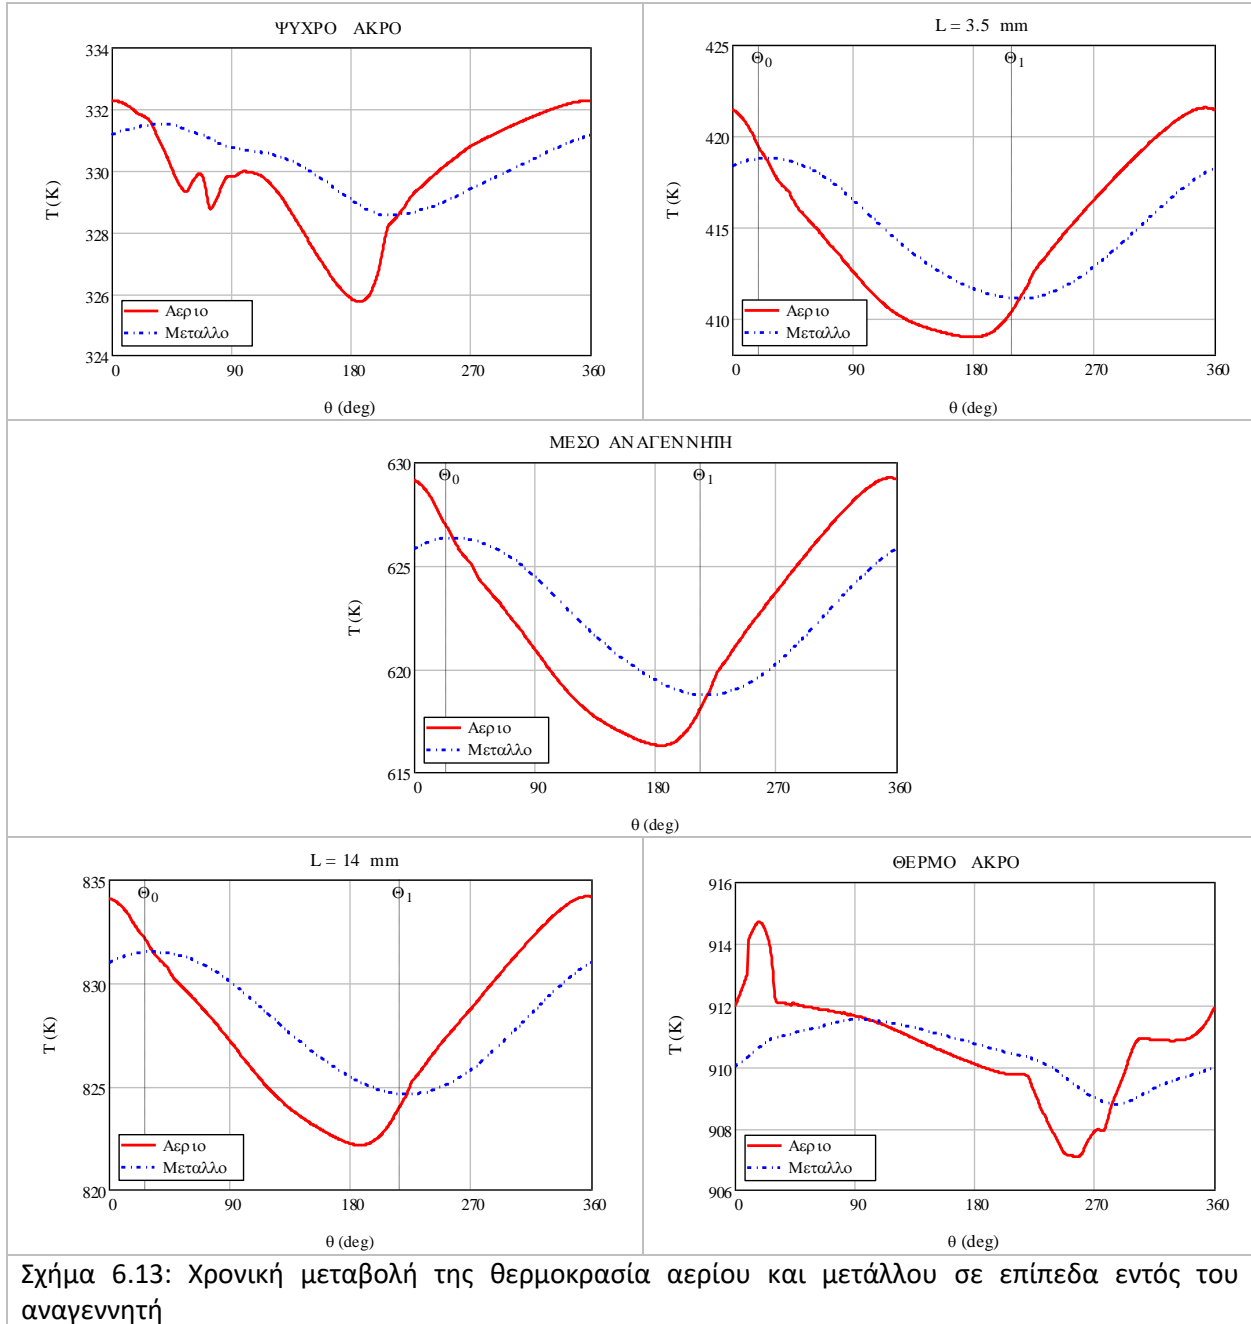 ΨΥΧΡΟ ΑΚΡΟ
334
332
330
328
326
324
T (K)
Αεριο
Μεταλλο
0 90 180 270 360
θ (deg)
L = 3.5 mm
425
420
415
410
T (K)
Θ0 Θ1
Αεριο
Μεταλλο
0 90 180 270 360
θ (deg)
ΜΕΣΟ ΑΝΑΓΕΝΝΗΤΗ
630
625
620
615
T (K)
Θ0 Θ1
Αεριο
Μεταλλο
0 90 180 270 360
θ (deg)
L = 14 mm
835
830
825
820
T (K)
Θ0 Θ1
Αεριο
Μεταλλο
0 90 180 270 360
θ (deg)
ΘΕΡΜΟ ΑΚΡΟ
916
914
912
910
908
906
T (K)
Αεριο
Μεταλλο
0 90 180 270 360
θ (deg)
Σχήμα 6.13: Χρονική μεταβολή της θερμοκρασία αερίου και μετάλλου σε επίπεδα εντός του
αναγεννητή